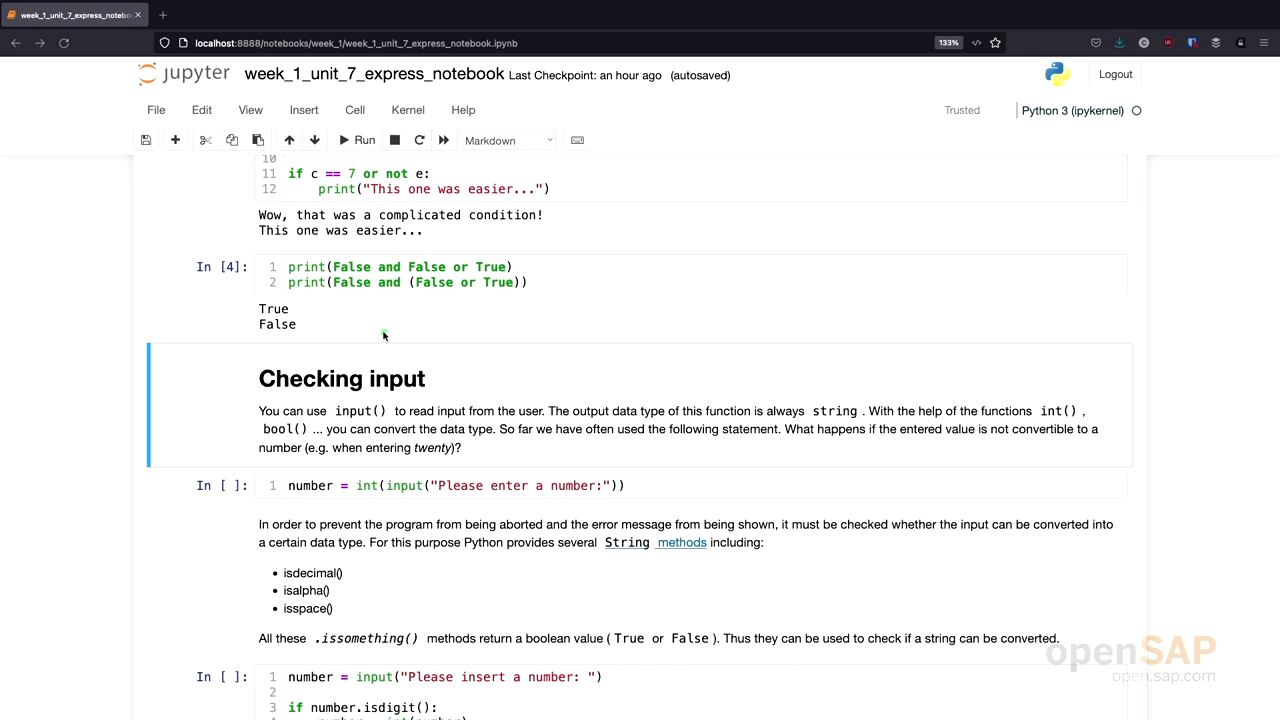 week_1_unit_7_express_notebo
localhost:8888/notebooks/week_1/week_1_unit_7_express_notebook.ipynb
133%
jupyter week_1_unit_7_express_notebook Last Checkpoint: an hour ago (autosaved)
Logout
File Edit View Insert Cell Kernel Help
Trusted Python 3 (ipykernel)
Run Markdown
10
11 if c == 7 or not e:
12 print("This one was easier...")
Wow, that was a complicated condition!
This one was easier...
In [4]: 1 print(False and False or True)
2 print(False and (False or True))
True
False
Checking input
You can use input() to read input from the user. The output data type of this function is always string . With the help of the functions int() ,
bool() ... you can convert the data type. So far we have often used the following statement. What happens if the entered value is not convertible to a
number (e.g. when entering twenty)?
In [ ]: 1 number = int(input("Please enter a number:"))
In order to prevent the program from being aborted and the error message from being shown, it must be checked whether the input can be converted into
a certain data type. For this purpose Python provides several String methods including:
• isdecimal()
• isalpha()
• isspace()
All these .issomething() methods return a boolean value ( True or False ). Thus they can be used to check if a string can be converted.
openSAP
open.sap.com
In [ ]: 1 number = input("Please insert a number: ")
2
3 if number.isdigit():